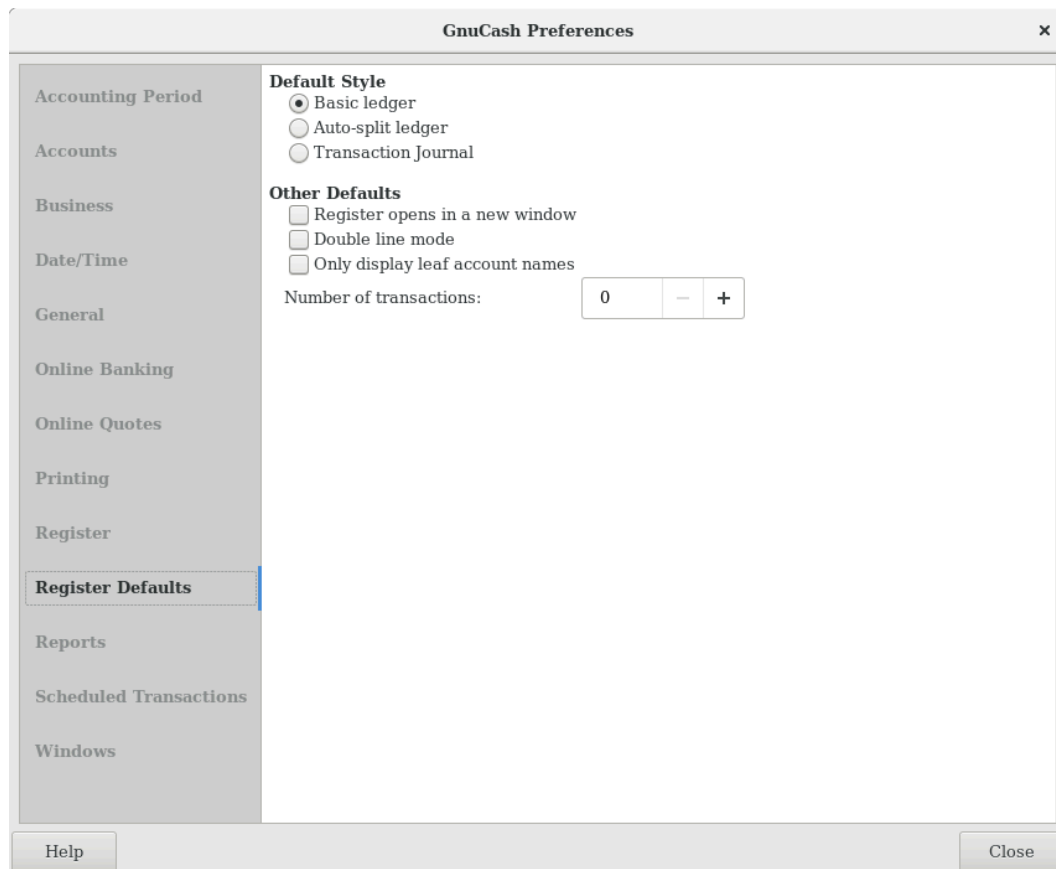 GnuCash Preferences
Accounting Period
Accounts
Business
Date/Time
General
Online Banking
Online Quotes
Printing
Register
Register Defaults
Reports
Scheduled Transactions
Windows
Default Style
Basic ledger
Auto-split ledger
Transaction Journal
Other Defaults
Register opens in a new window
Double line mode
Only display leaf account names
Number of transactions: 0
Help
Close